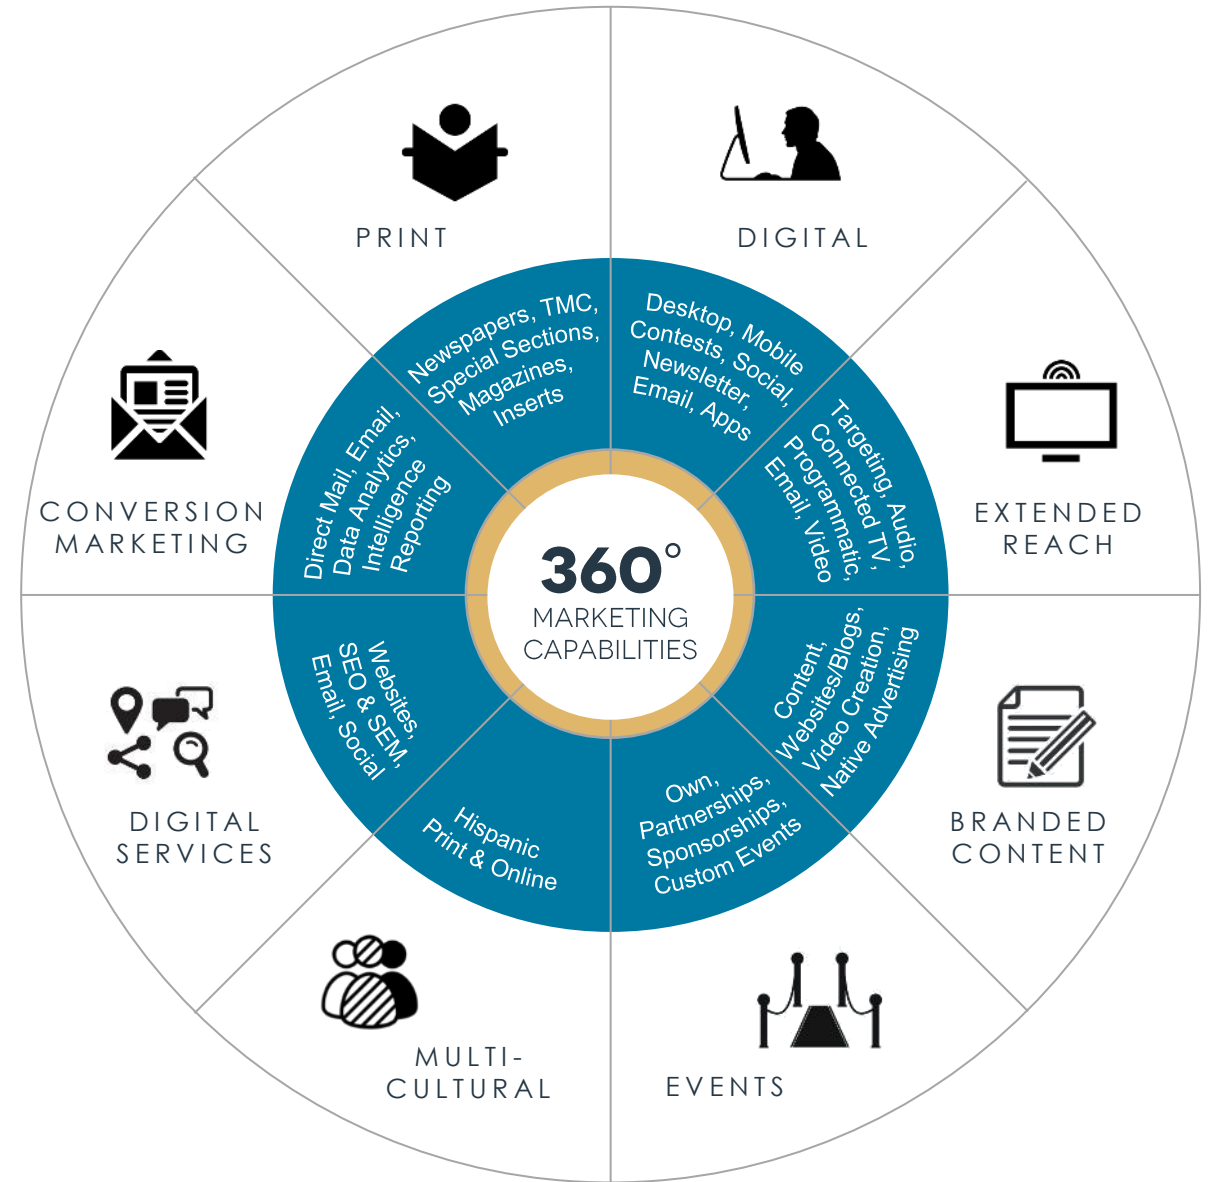 PRINT
DIGITAL
Newspapers, TMC,
Special Sections,
Magazines,
Inserts
Desktop, Mobile
Contests, Social,
Newsletter,
Email, Apps
CONVERSION
MARKETING
Direct Mail, Email,
Data Analytics,
Intelligence
Reporting
Targeting, Audio,
Connected TV,
Programmatic,
Email, Video
EXTENDED
REACH
360°
MARKETING
CAPABILITIES
DIGITAL
SERVICES
Websites,
SEO & SEM,
Email, Social
Content,
Websites/Blogs,
Video Creation,
Native Advertising
BRANDED
CONTENT
Hispanic
Print & Online
Own,
Partnerships,
Sponsorships,
Custom Events
MULTI-
CULTURAL
EVENTS